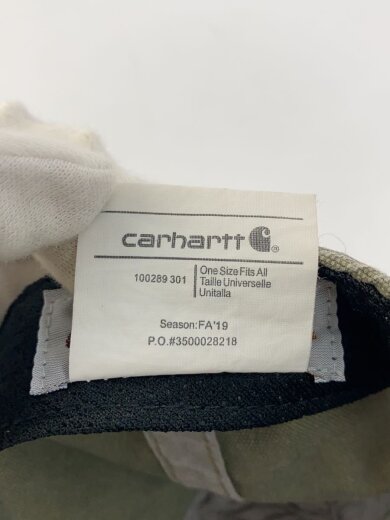 carhartt
100289 301
One Size Fits All
Taille Universelle
Unitalla
Season:FA'19
P.O.#3500028218